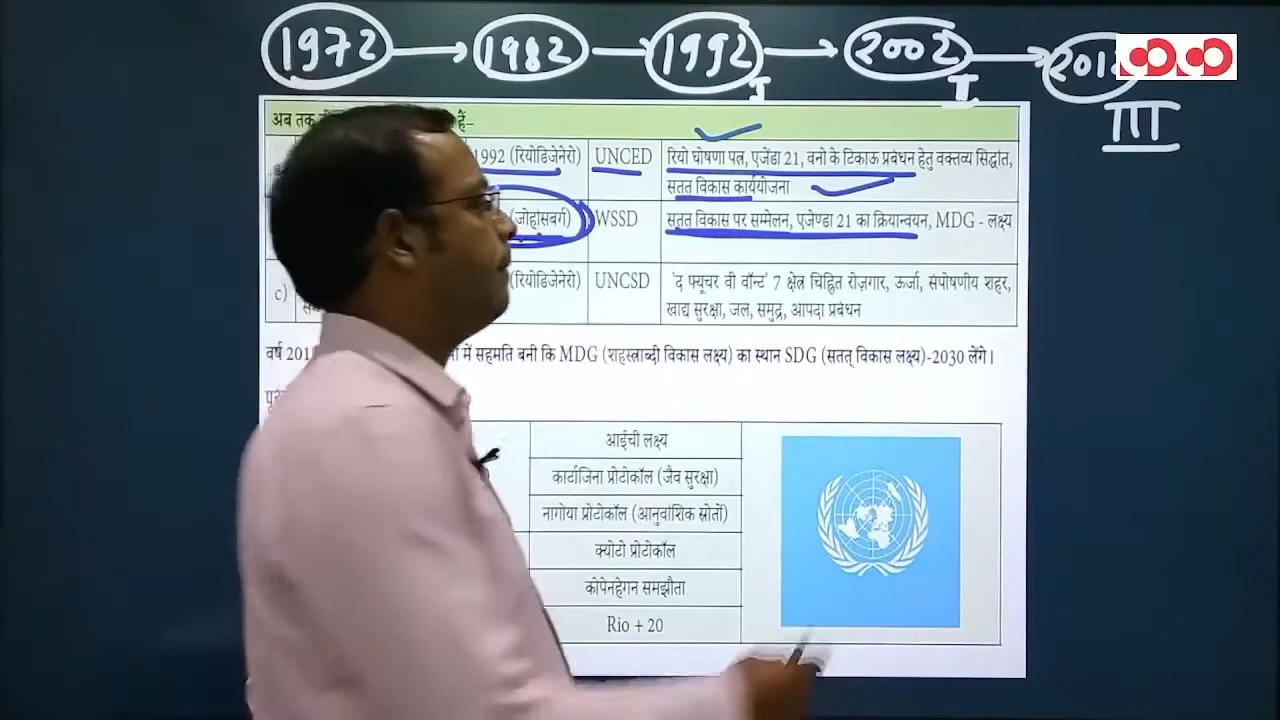 1972 1982 1992 2002
I II III
अब तक हैं-
1992 (रियोडिजेनेरो) UNCED रियो घोषणा पत्र, एजेंडा 21, वनो के टिकाऊ प्रबंधन हेतु वक्तव्य सिद्धांत,
सतत विकास कार्ययोजना
(जोहांसबर्ग) WSSD सतत विकास पर सम्मेलन, एजेण्डा 21 का क्रियान्वयन, MDG - लक्ष्य
c) (रियोडिजेनेरो) UNCSD 'द फ्यूचर वी वॉन्ट' 7 क्षेत्र चिह्नित रोज़गार, ऊर्जा, संपोषणीय शहर,
खाद्य सुरक्षा, जल, समुद्र, आपदा प्रबंधन
वर्ष में सहमति बनी कि MDG (शहस्त्राब्दी विकास लक्ष्य) का स्थान SDG (सतत् विकास लक्ष्य)-2030 लेंगे।
आईची लक्ष्य
कार्टाजिना प्रोटोकॉल (जैव सुरक्षा)
नागोया प्रोटोकॉल (आनुवांशिक स्रोतों)
क्योटो प्रोटोकॉल
कोपेनहेगन समझौता
Rio + 20